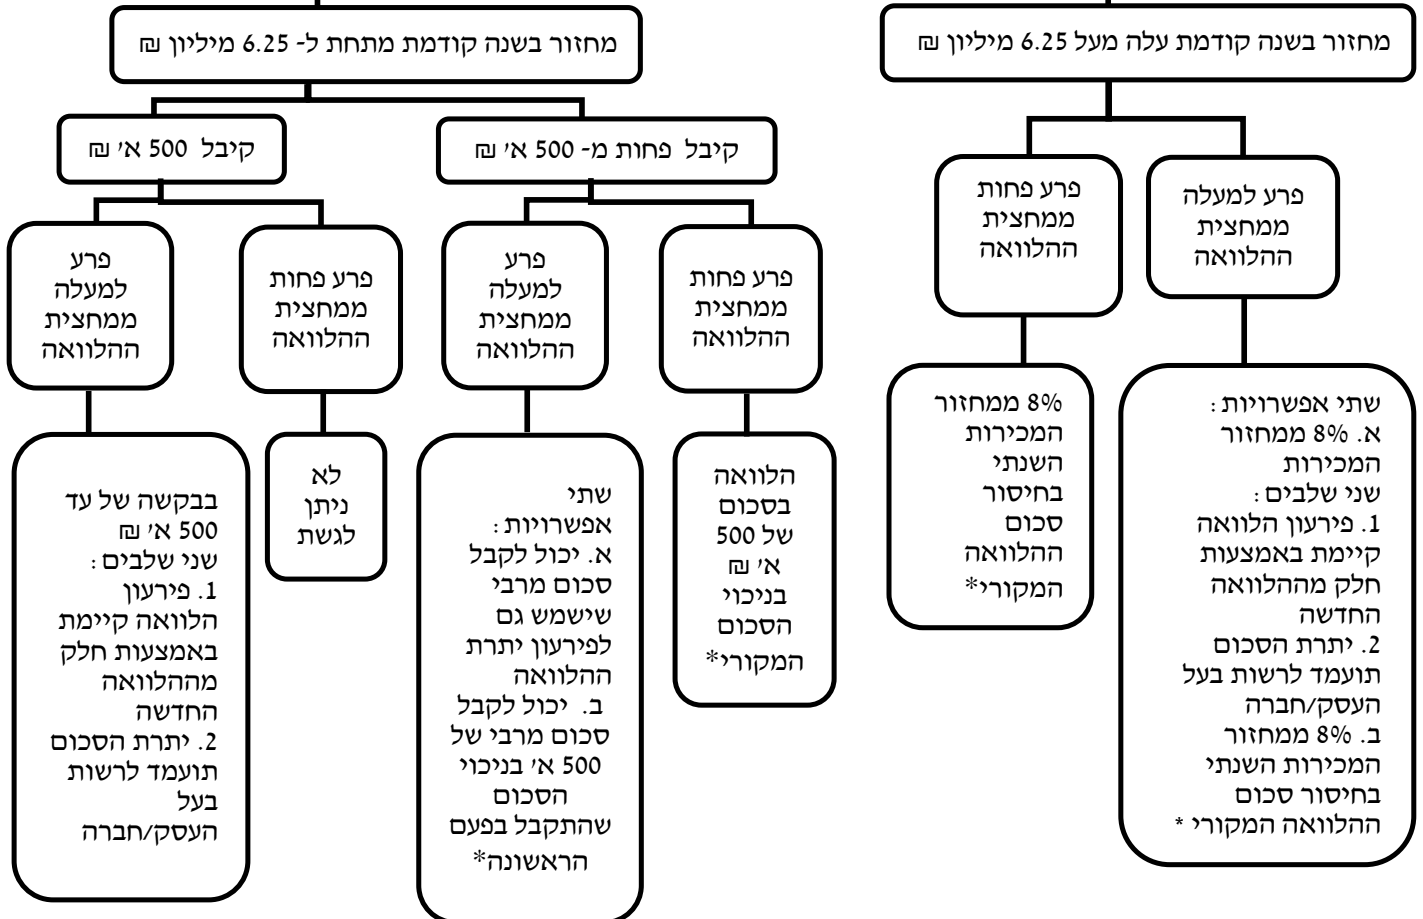 מחזור בשנה קודמת עלה מעל 6.25 מיליון ₪
פרע למעלה
ממחצית
ההלוואה
שתי אפשרויות:
א. 8% ממחזור
המכירות
שני שלבים:
1. פירעון הלוואה
קיימת באמצעות
חלק מההלוואה
החדשה
2. יתרת הסכום
תועמד לרשות בעל
העסק/חברה
ב. 8% ממחזור
המכירות השנתי
בחיסור סכום
ההלוואה המקורי *
פרע פחות
ממחצית
ההלוואה
8% ממחזור
המכירות
השנתי
בחיסור
סכום
ההלוואה
המקורי*
מחזור בשנה קודמת מתחת ל- 6.25 מיליון ₪
קיבל פחות מ- 500 א' ₪
פרע פחות
ממחצית
ההלוואה
הלוואה
בסכום
של 500
א' ₪
בניכוי
הסכום
המקורי*
פרע
למעלה
ממחצית
ההלוואה
שתי
אפשרויות:
א. יכול לקבל
סכום מרבי
שישמש גם
לפירעון יתרת
ההלוואה
ב. יכול לקבל
סכום מרבי של
500 א' בניכוי
הסכום
שהתקבל בפעם
הראשונה*
קיבל 500 א' ₪
פרע פחות
ממחצית
ההלוואה
לא
ניתן
לגשת
פרע
למעלה
ממחצית
ההלוואה
בבקשה של עד
500 א' ₪
שני שלבים:
1. פירעון
הלוואה קיימת
באמצעות חלק
מההלוואה
החדשה
2. יתרת הסכום
תועמד לרשות
בעל
העסק/חברה